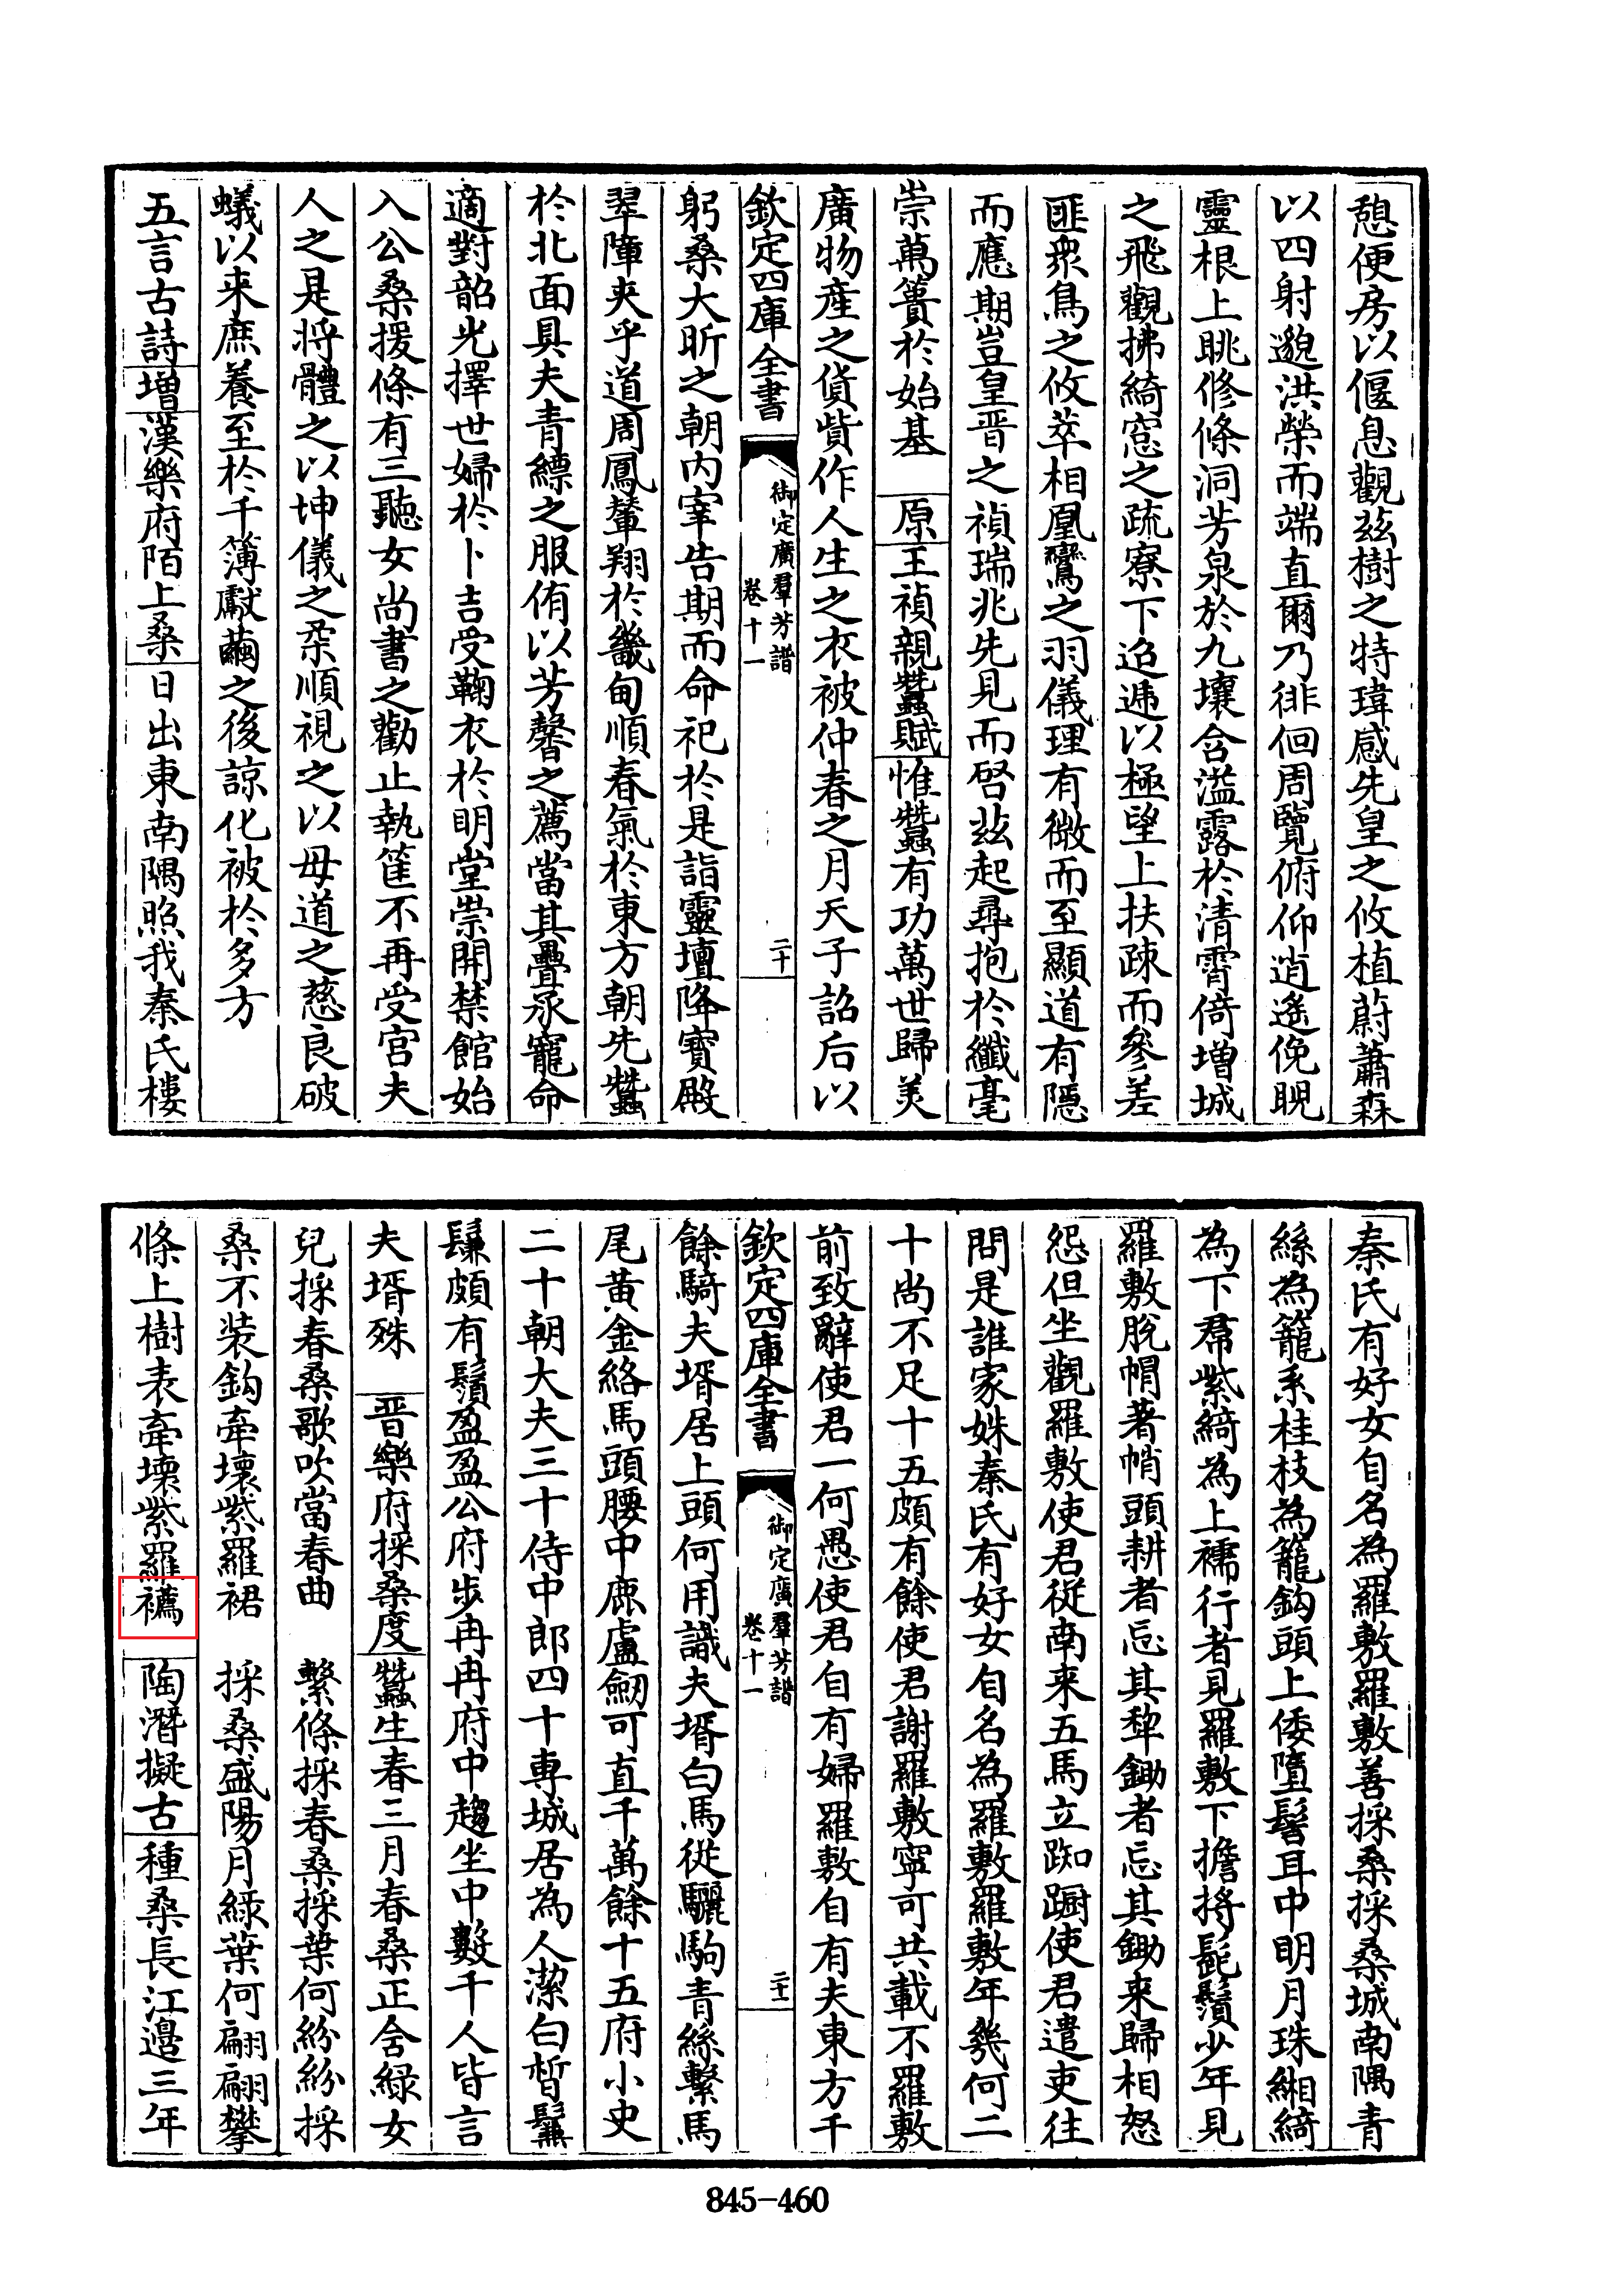 憩便房以偃息觀兹樹之特瑋感先皇之攸植蔚蕭森
以四射邈洪榮而端直爾乃徘徊周覽俯仰逍遙俛睨
靈根上眺修條洞芳泉於九壤含溢露於清霄倚增城
之飛觀拂綺窓之疏寮下迢逓以極望上扶疎而參差
匪衆鳥之攸萃相凰鸞之羽儀理有微而至顯道有隱
而應期豈皇晋之禎瑞兆先見而啓兹起尋抱於纖毫
崇萬簣於始基 原王禎親蠶賦惟蠶有功萬世歸美
廣物產之貨貲作人生之衣被仲春之月天子詔后以
欽定四庫全書
御定廣羣芳譜
卷十一
二十
躬桑大昕之朝内宰告期而命祀於是詣靈壇降寶殿
翠障夾乎道周鳳輦翔於畿甸順春氣於東方朝先蠶
於北面具夫青縹之服侑以芳馨之薦當其疊承寵命
適對韶光擇世婦於卜吉受鞠衣於明堂崇開禁館始
入公桑援條有三聽女尚書之勸止執筐不再受宮夫
人之是將體之以坤儀之柔順視之以母道之慈良破
蟻以來庶養至於千簿獻繭之後諒化被於多方
五言古詩增漢樂府陌上桑日出東南隅照我秦氏樓
秦氏有好女自名為羅敷羅敷善採桑採桑城南隅青
絲為籠系桂枝為籠鈎頭上倭墮髻耳中明月珠緗綺
為下帬紫綺為上襦行者見羅敷下擔捋髭鬚少年見
羅敷脫帽著帩頭耕者忘其犂鋤者忘其鋤来歸相怒
怨但坐觀羅敷使君從南来五馬立踟蹰使君遣吏往
問是誰家姝秦氏有好女自名為羅敷羅敷年幾何二
十尚不足十五頗有餘使君謝羅敷寧可共載不羅敷
前致辭使君一何愚使君自有婦羅敷自有夫東方千
欽定四庫全書
御定廣羣芳譜
卷十一
二十一
餘騎夫壻居上頭何用識夫壻白馬從驪駒青絲繫馬
尾黃金絡馬頭腰中鹿盧劒可直千萬餘十五府小史
二十朝大夫三十侍中郎四十專城居為人潔白晳鬑
鬑頗有鬚盈盈公府步冉冉府中趨坐中數千人皆言
夫壻殊 晋樂府採桑度蠶生春三月春桑正含緑女
兒採春桑歌吹當春曲 繫條採春桑採葉何紛紛採
桑不装鈎牽壞紫羅裙 採桑盛陽月緑葉何翩翩攀
條上樹表牽壊紫羅襦 陶潛擬古種桑長江邉三年
845-460